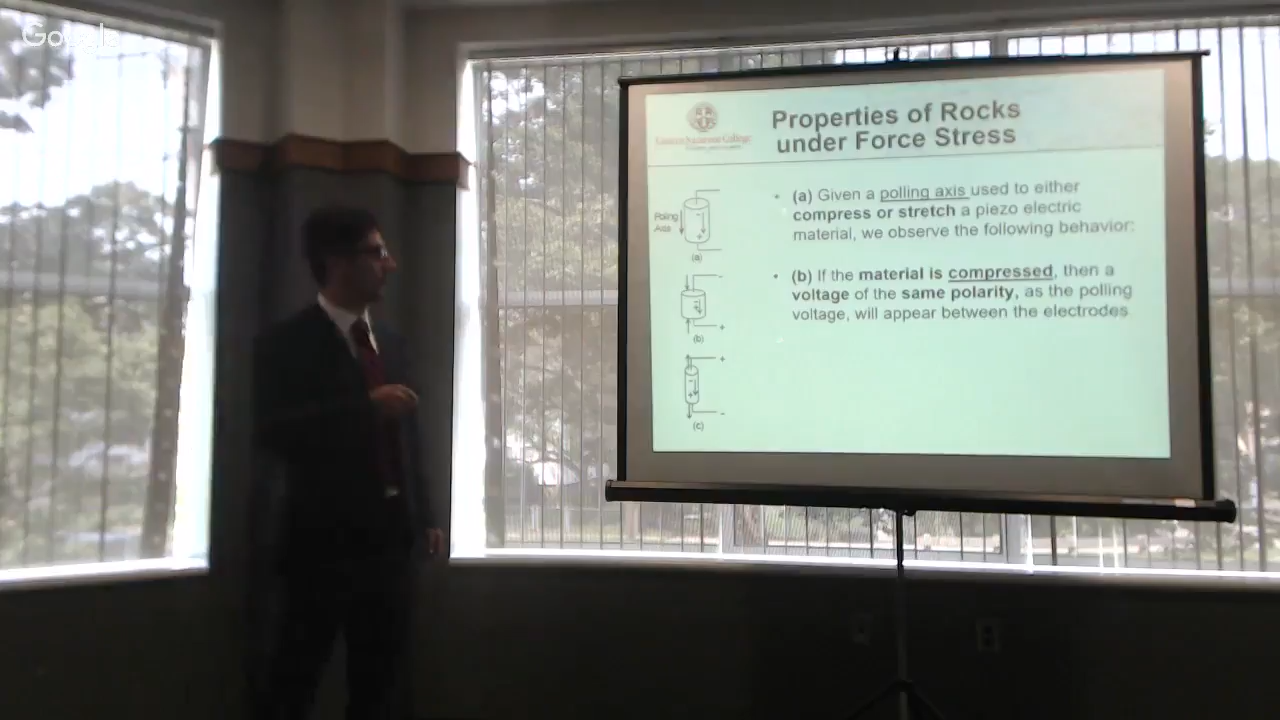 Google
Properties of Rocks
under Force Stress
• (a) Given a polling axis used to either
compress or stretch a piezo electric
material, we observe the following behavior:
• (b) If the material is compressed, then a
voltage of the same polarity, as the polling
voltage, will appear between the electrodes
Poling
Axis
-
+
(a)
-
-
+
+
(b)
+
-
+
-
(c)